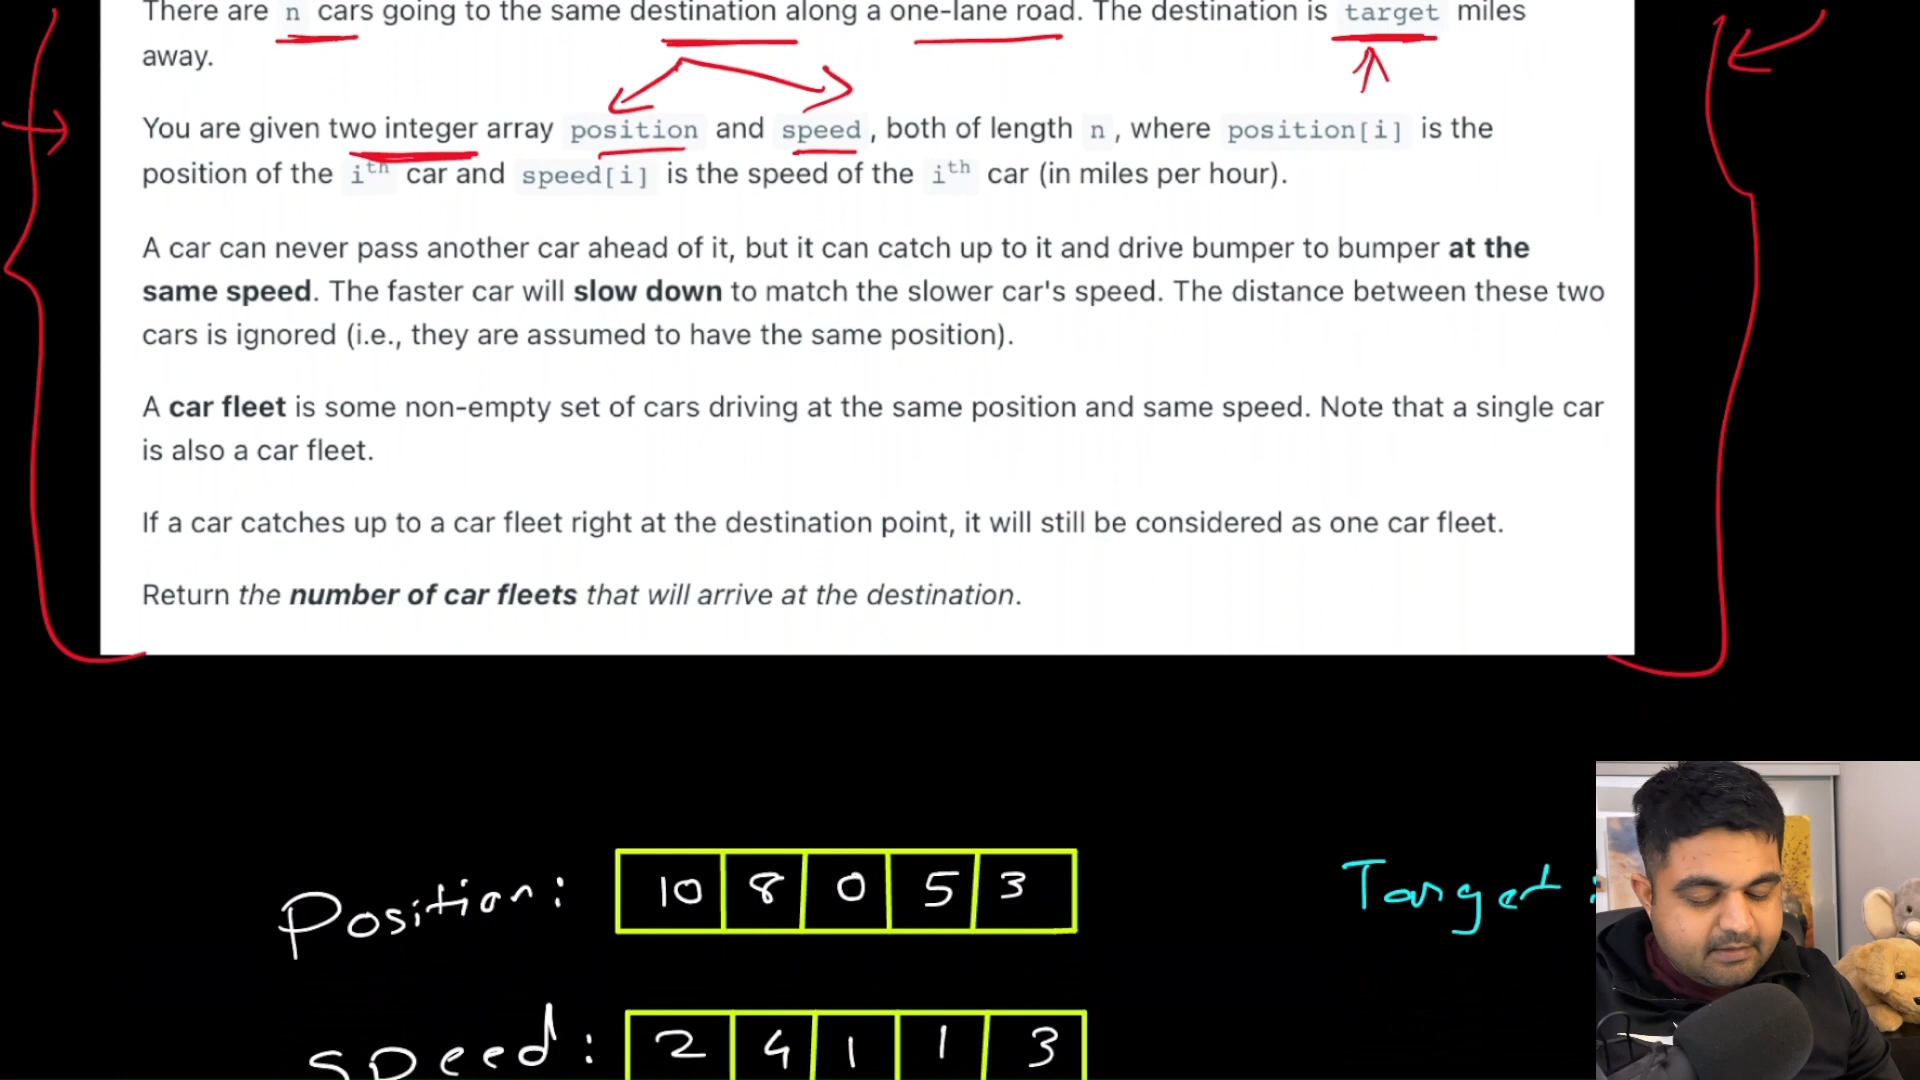 There are n cars going to the same destination along a one-lane road. The destination is target miles
away.
You are given two integer array position and speed, both of length n, where position[i] is the
position of the ith car and speed[i] is the speed of the ith car (in miles per hour).
A car can never pass another car ahead of it, but it can catch up to it and drive bumper to bumper at the
same speed. The faster car will slow down to match the slower car's speed. The distance between these two
cars is ignored (i.e., they are assumed to have the same position).
A car fleet is some non-empty set of cars driving at the same position and same speed. Note that a single car
is also a car fleet.
If a car catches up to a car fleet right at the destination point, it will still be considered as one car fleet.
Return the number of car fleets that will arrive at the destination.
Position: 10 8 0 5 3
Target:
Speed: 2 4 1 1 3